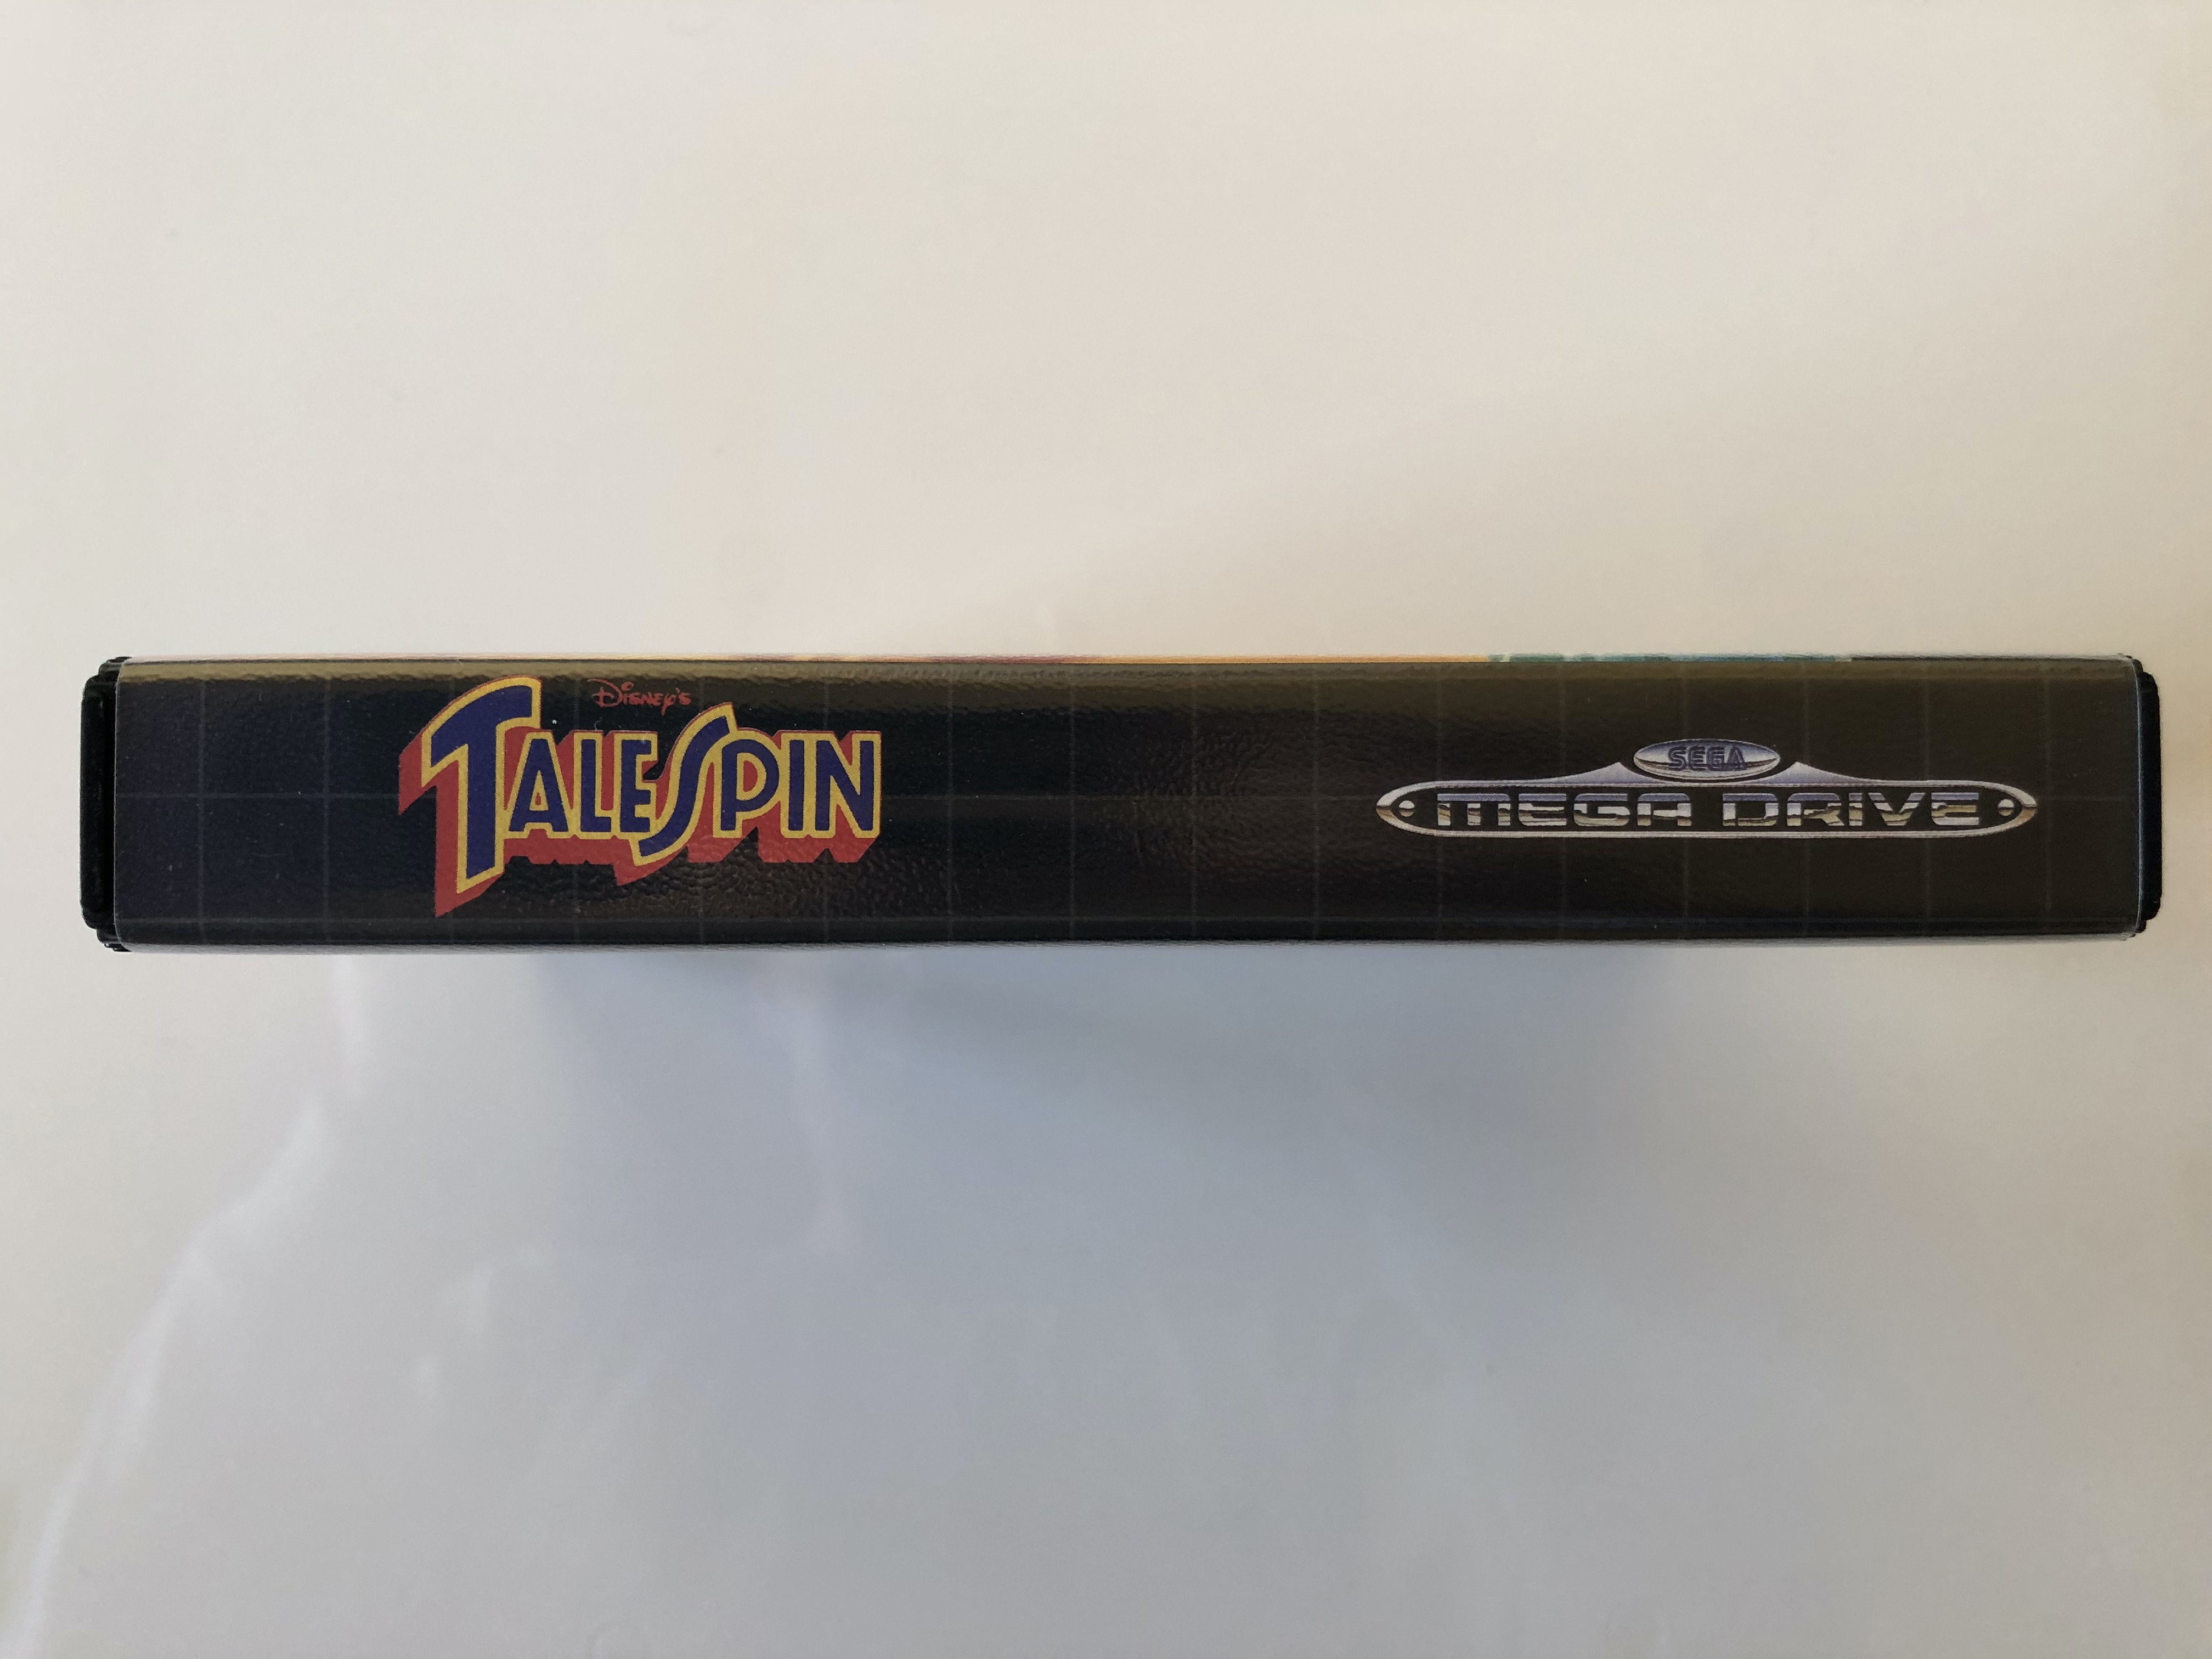 Disney's
TALESPIN
SEGA
MEGA DRIVE